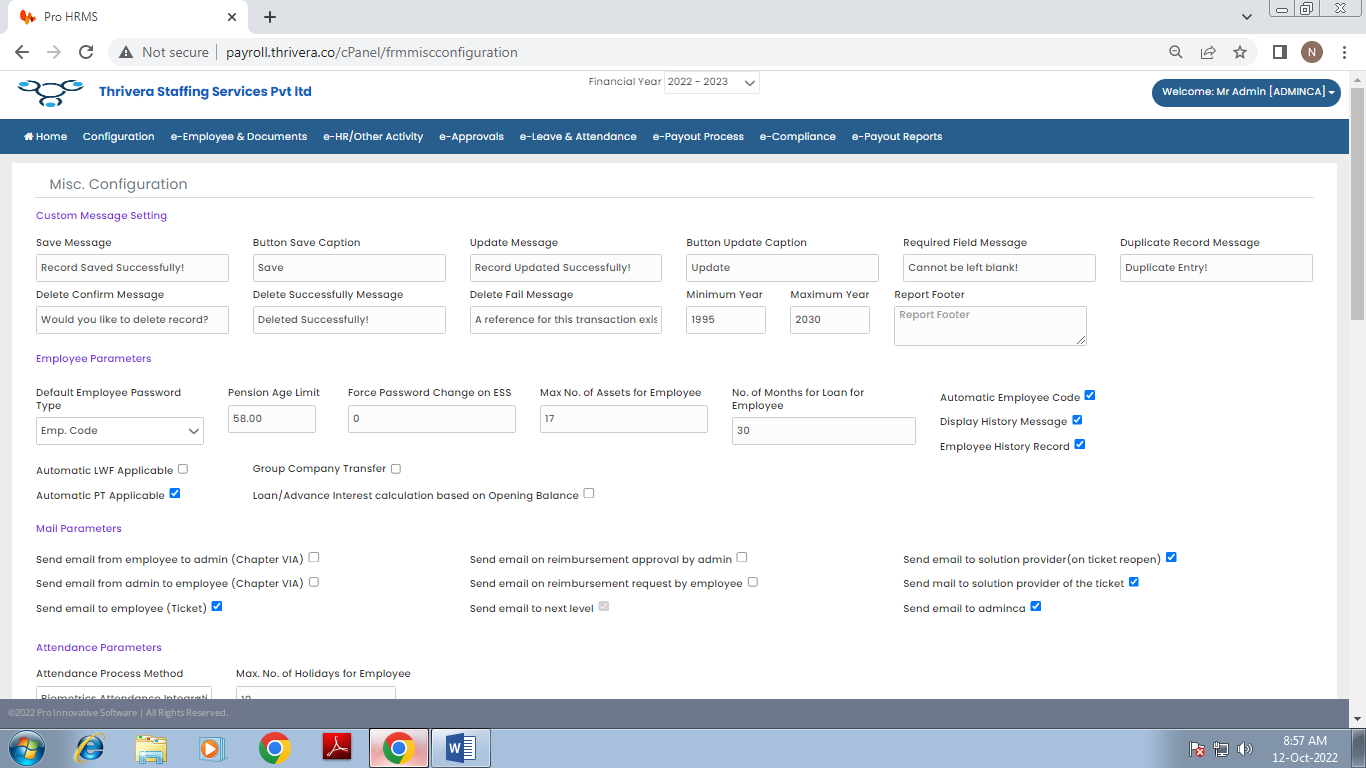 Pro HRMS
Not secure
payroll.thrivera.co/cPanel/frmmiscconfiguration
N
Thrivera Staffing Services Pvt ltd
Financial Year 2022 - 2023
Welcome: Mr Admin [ADMINCA]
Home Configuration e-Employee & Documents e-HR/Other Activity e-Approvals e-Leave & Attendance e-Payout Process e-Compliance e-Payout Reports
Misc. Configuration
Custom Message Setting
Save Message Button Save Caption Update Message Button Update Caption Required Field Message Duplicate Record Message
Record Saved Successfully! Save Record Updated Successfully! Update Cannot be left blank! Duplicate Entry!
Delete Confirm Message Delete Successfully Message Delete Fail Message Minimum Year Maximum Year Report Footer
Would you like to delete record? Deleted Successfully! A reference for this transaction exis 1995 2030 Report Footer
Employee Parameters
Default Employee Password Type Pension Age Limit Force Password Change on ESS Max No. of Assets for Employee No. of Months for Loan for Employee
Emp. Code 58.00 0 17 30
Automatic Employee Code
Display History Message
Employee History Record
Automatic LWF Applicable Group Company Transfer
Automatic PT Applicable Loan/Advance Interest calculation based on Opening Balance
Mail Parameters
Send email from employee to admin (Chapter VIA) Send email on reimbursement approval by admin Send email to solution provider(on ticket reopen)
Send email from admin to employee (Chapter VIA) Send email on reimbursement request by employee Send mail to solution provider of the ticket
Send email to employee (Ticket) Send email to next level Send email to adminca
Attendance Parameters
Attendance Process Method Max. No. of Holidays for Employee
Biometrics Attendance Integrati 10
©2022 Pro Innovative Software | All Rights Reserved.
8:57 AM
12-Oct-2022